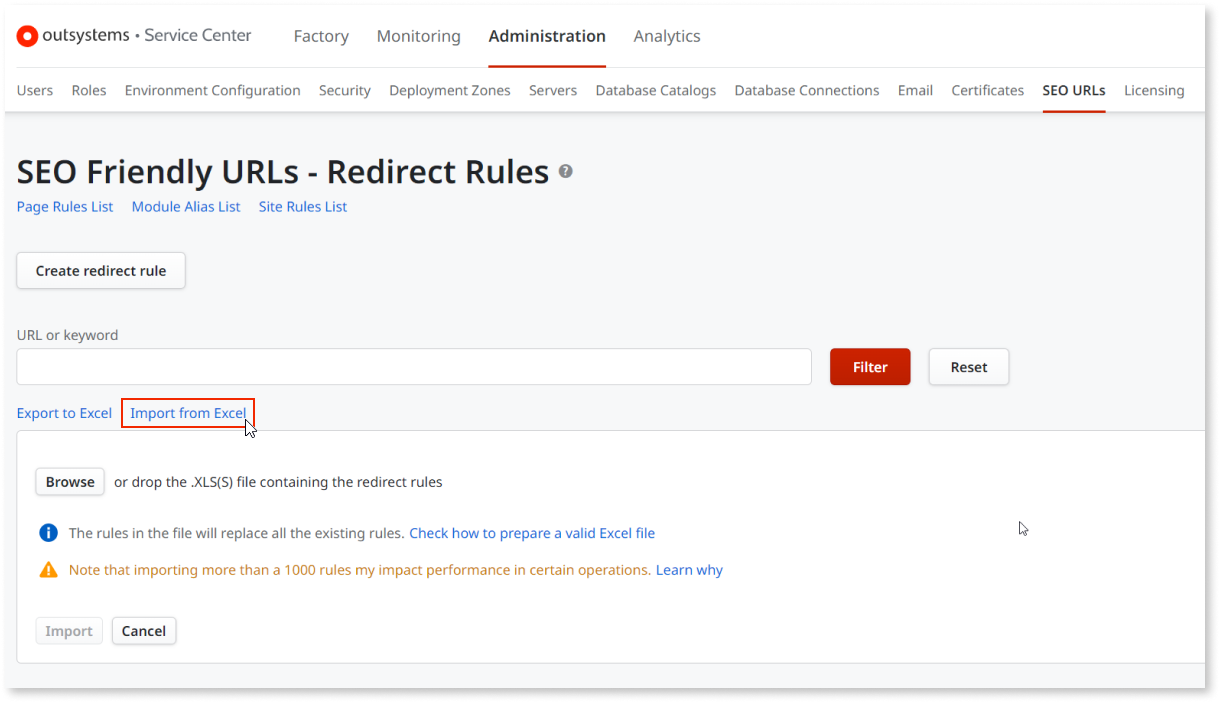 outsystems • Service Center Factory Monitoring Administration Analytics
Users Roles Environment Configuration Security Deployment Zones Servers Database Catalogs Database Connections Email Certificates SEO URLs Licensing
SEO Friendly URLs - Redirect Rules ?
Page Rules List Module Alias List Site Rules List
Create redirect rule
URL or keyword
Filter Reset
Export to Excel Import from Excel
Browse or drop the .XLS(S) file containing the redirect rules
The rules in the file will replace all the existing rules. Check how to prepare a valid Excel file
Note that importing more than a 1000 rules my impact performance in certain operations. Learn why
Import Cancel